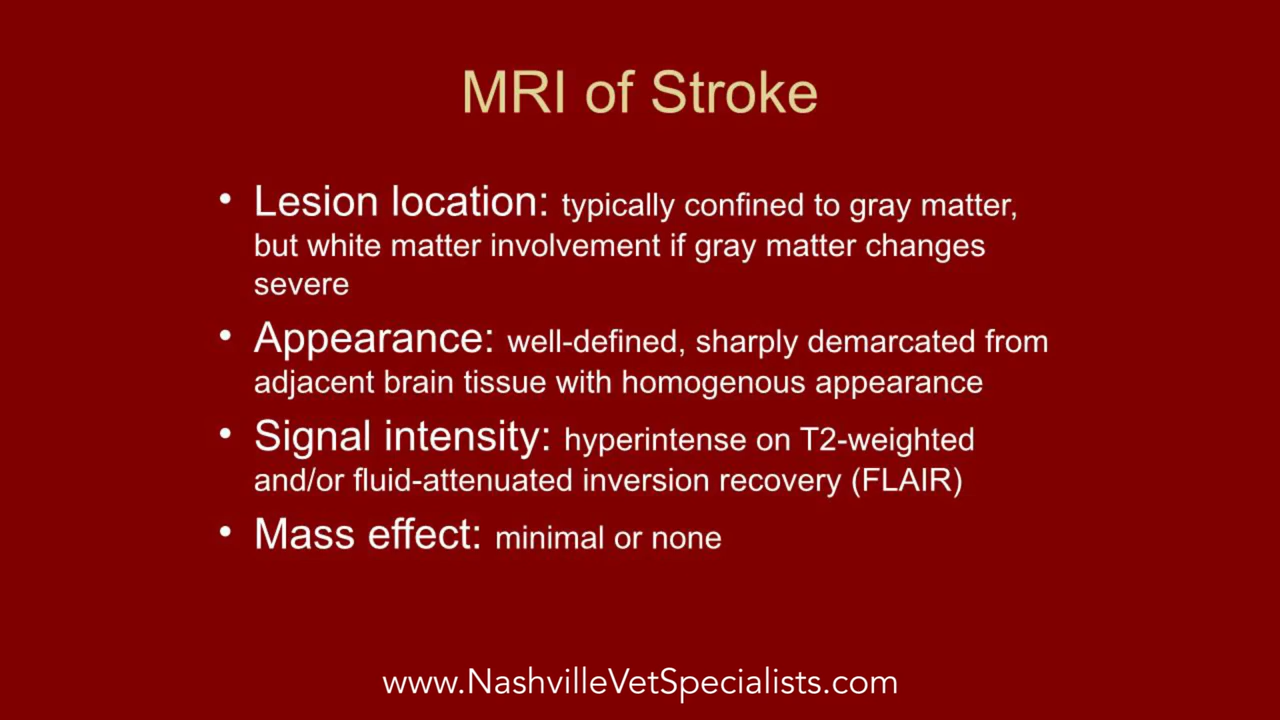 MRI of Stroke
• Lesion location: typically confined to gray matter,
but white matter involvement if gray matter changes
severe
• Appearance: well-defined, sharply demarcated from
adjacent brain tissue with homogenous appearance
• Signal intensity: hyperintense on T2-weighted
and/or fluid-attenuated inversion recovery (FLAIR)
• Mass effect: minimal or none
www.NashvilleVetSpecialists.com